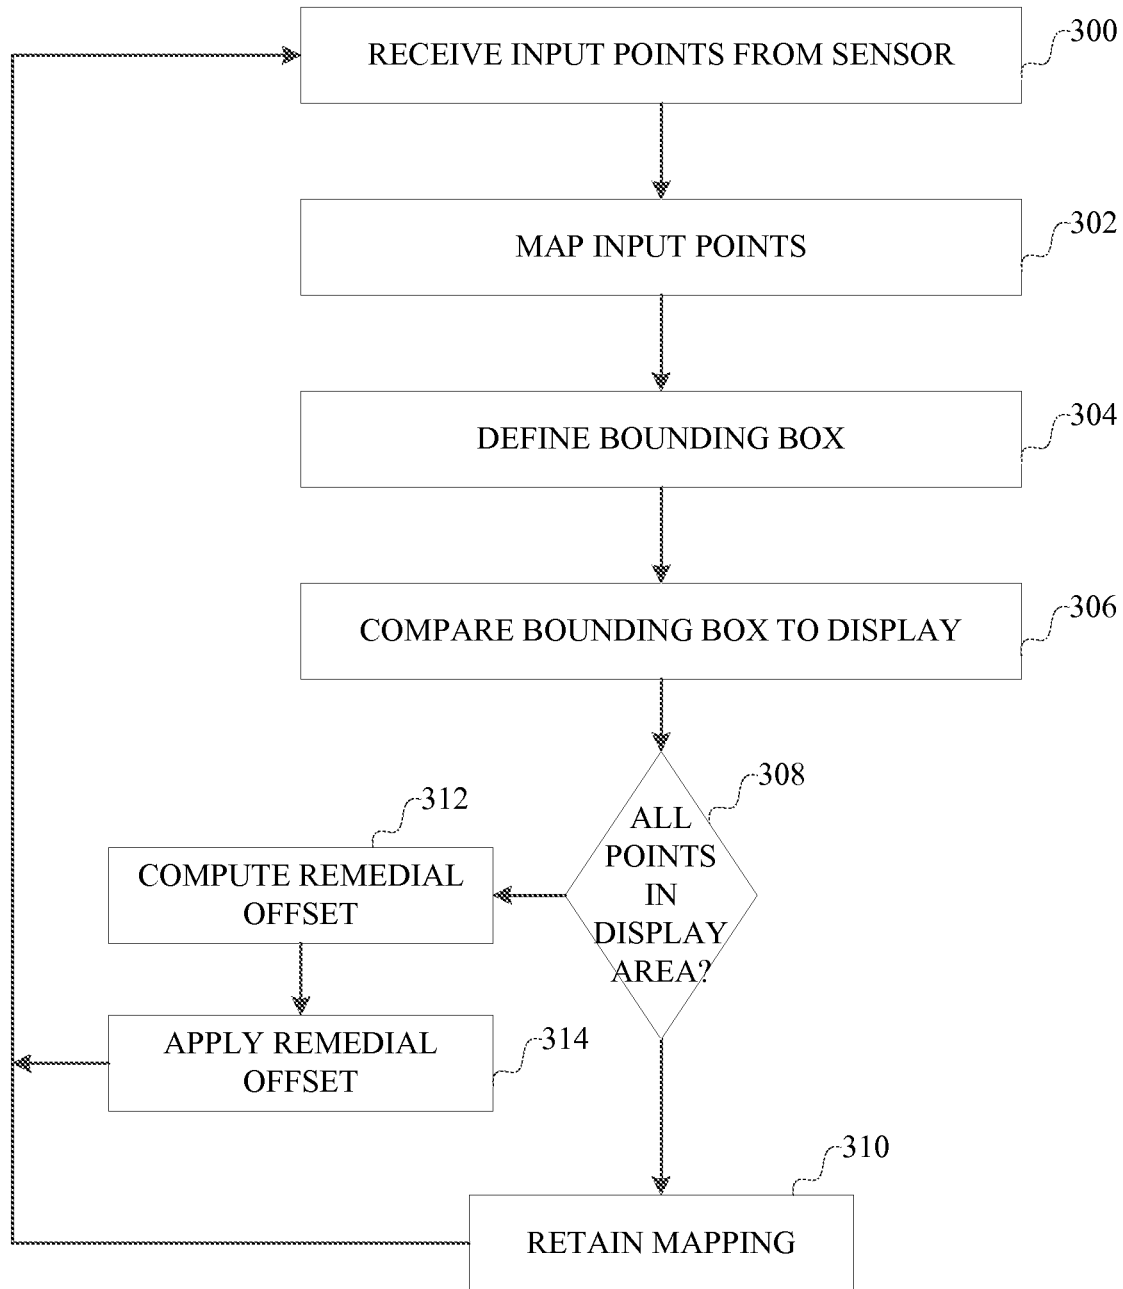 RECEIVE INPUT POINTS FROM SENSOR
300
MAP INPUT POINTS
302
DEFINE BOUNDING BOX
304
COMPARE BOUNDING BOX TO DISPLAY
306
ALL
POINTS
IN
DISPLAY
AREA?
308
312
COMPUTE REMEDIAL
OFFSET
APPLY REMEDIAL
OFFSET
314
310
RETAIN MAPPING